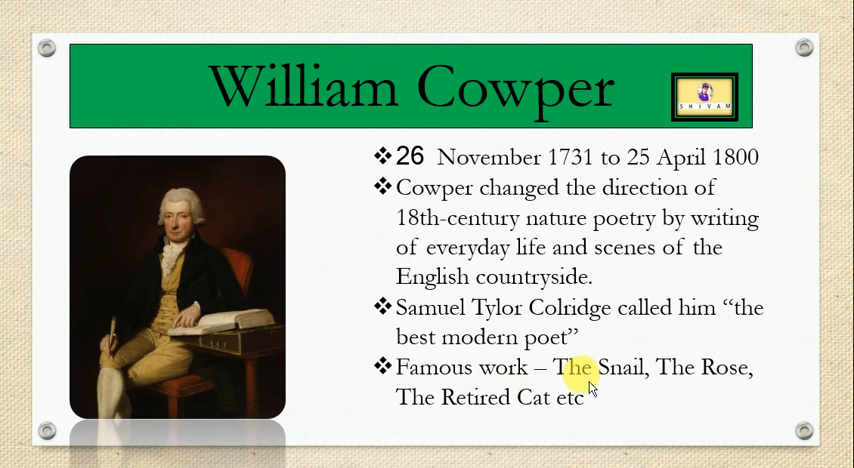 William Cowper
SHIVAM
❖26 November 1731 to 25 April 1800
❖Cowper changed the direction of
18th-century nature poetry by writing
of everyday life and scenes of the
English countryside.
❖Samuel Tylor Colridge called him “the
best modern poet”
❖Famous work – The Snail, The Rose,
The Retired Cat etc